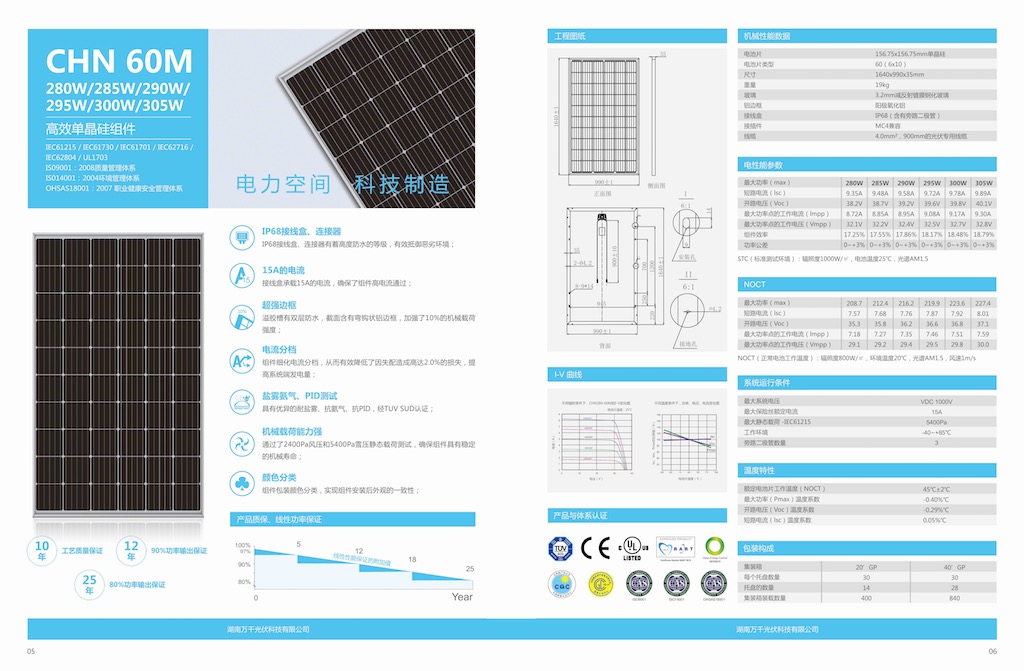 CHN 60M
280W/285W/290W/
295W/300W/305W
高效单晶硅组件
IEC61215 / IEC61730 / IEC61701 / IEC62716 /
IEC62804 / UL1703
ISO9001：2008质量管理体系
ISO14001：2004环境管理体系
OHSAS18001：2007 职业健康安全管理体系
电力空间 科技制造
IP68接线盒、连接器
IP68接线盒、连接器有着高度防水的等级，有效抵御恶劣环境；
15A的电流
接线盒承载15A的电流，确保了组件高电流通过；
超强边框
溢胶槽有双层防水，截面含有弯钩状铝边框，加强了10%的机械载荷
强度；
电流分档
组件细化电流分档，从而有效降低了因失配造成高达2.0%的损失，提
高系统端发电量；
盐雾氨气、PID测试
具有优异的耐盐雾、抗氨气、抗PID，经TUV SUD认证；
机械载荷能力强
通过了2400Pa风压和5400Pa雪压静态载荷测试，确保组件具有稳定
的机械寿命；
颜色分类
组件包装颜色分类，实现组件安装后外观的一致性；
10年 工艺质量保证
12年 90%功率输出保证
25年 80%功率输出保证
产品质保、线性功率保证
100%
97%
90%
80%
5
12
18
25
线性性能保证的附加值
0
Year
湖南万千光伏科技有限公司
05
工程图纸
35
1640±1
990±1
正面图
侧面图
I
6:1
安装孔
II
6:1
接地孔
990±1
背面
I-V 曲线
产品与体系认证
TÜV
CE
UL US
LISTED
BABT
CQC
机械性能数据
电池片 156.75x156.75mm单晶硅
电池片类型 60（6x10）
尺寸 1640x990x35mm
重量 19kg
玻璃 3.2mm减反射镀膜钢化玻璃
铝边框 阳极氧化铝
接线盒 IP68（含有旁路二极管）
接插件 MC4兼容
线缆 4.0mm²，900mm的光伏专用线缆
电性能参数
最大功率（max） 280W 285W 290W 295W 300W 305W
短路电流（Isc） 9.35A 9.48A 9.58A 9.72A 9.78A 9.89A
开路电压（Voc） 38.2V 38.7V 39.2V 39.6V 39.8V 40.1V
最大功率点的工作电流（Impp） 8.72A 8.85A 8.95A 9.08A 9.17A 9.30A
最大功率点的工作电压（Vmpp） 32.1V 32.2V 32.4V 32.5V 32.7V 32.8V
组件效率 17.25% 17.55% 17.86% 18.17% 18.48% 18.79%
功率公差 0~+3% 0~+3% 0~+3% 0~+3% 0~+3% 0~+3%
STC（标准测试环境）：辐照度1000W/㎡，电池温度25℃，光谱AM1.5
NOCT
最大功率（max） 208.7 212.4 216.2 219.9 223.6 227.4
短路电流（Isc） 7.57 7.68 7.76 7.87 7.92 8.01
开路电压（Voc） 35.3 35.8 36.2 36.6 36.8 37.1
最大功率点的工作电流（Impp） 7.18 7.27 7.35 7.46 7.51 7.59
最大功率点的工作电压（Vmpp） 29.1 29.2 29.4 29.5 29.8 30.0
NOCT（正常电池工作温度）：辐照度800W/㎡，环境温度20℃，光谱AM1.5，风速1m/s
系统运行条件
最大系统电压 VDC 1000V
最大保险丝额定电流 15A
最大静态载荷 -IEC61215 5400Pa
工作环境 -40~+85℃
旁路二极管数量 3
温度特性
额定电池片工作温度（NOCT） 45℃±2℃
最大功率（Pmax）温度系数 -0.40%℃
开路电压（Voc）温度系数 -0.29%℃
短路电流（Isc）温度系数 0.05%℃
包装构成
集装箱 20' GP 40' GP
每个托盘数量 30 30
托盘的数量 14 28
集装箱装载数量 400 840
湖南万千光伏科技有限公司
06